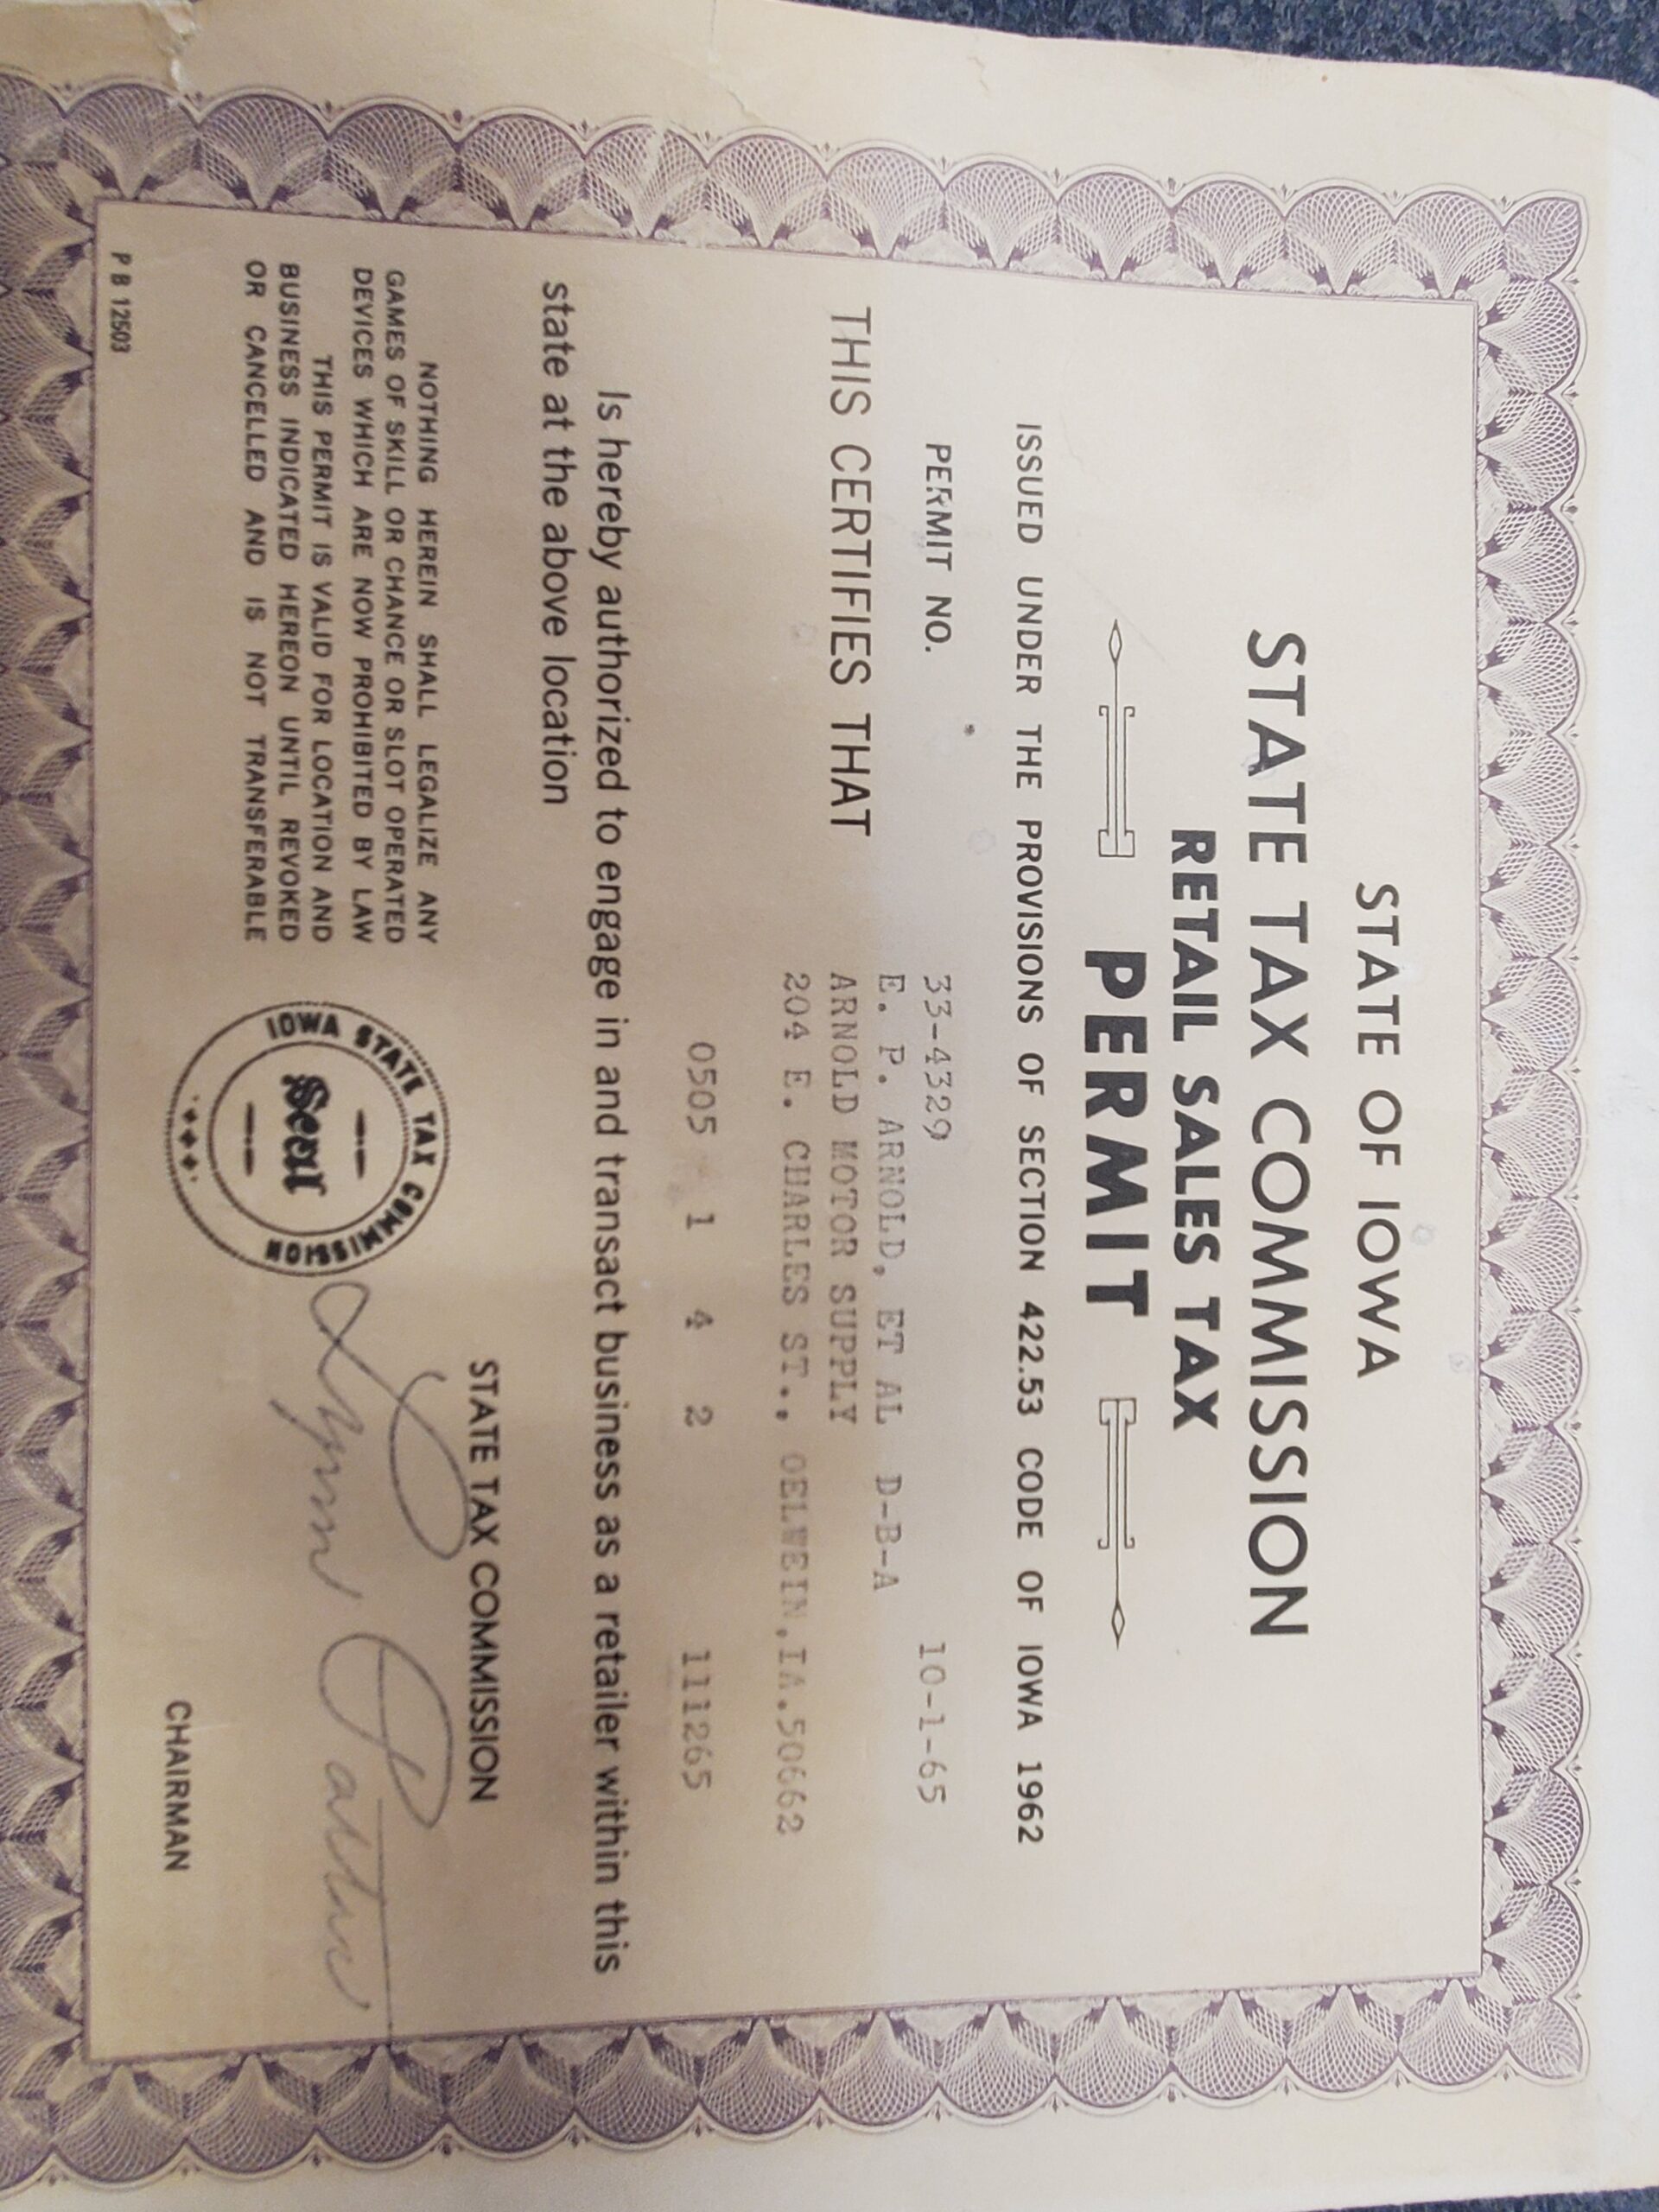 STATE OF IOWA
STATE TAX COMMISSION
RETAIL SALES TAX
PERMIT
ISSUED UNDER THE PROVISIONS OF SECTION 422.53 CODE OF IOWA 1962
PERMIT NO. 33-4329 10-1-65
E. P. ARNOLD, ET AL D-B-A
THIS CERTIFIES THAT ARNOLD MOTOR SUPPLY
204 E. CHARLES ST., OELWEIN, IA. 50662
0505 1 4 2 111265
Is hereby authorized to engage in and transact business as a retailer within this
state at the above location
NOTHING HEREIN SHALL LEGALIZE ANY
GAMES OF SKILL OR CHANCE OR SLOT OPERATED
DEVICES WHICH ARE NOW PROHIBITED BY LAW
THIS PERMIT IS VALID FOR LOCATION AND
BUSINESS INDICATED HEREON UNTIL REVOKED
OR CANCELLED AND IS NOT TRANSFERABLE
IOWA STATE TAX COMMISSION
Seal
STATE TAX COMMISSION
Lynn Potter
CHAIRMAN
P B 12503